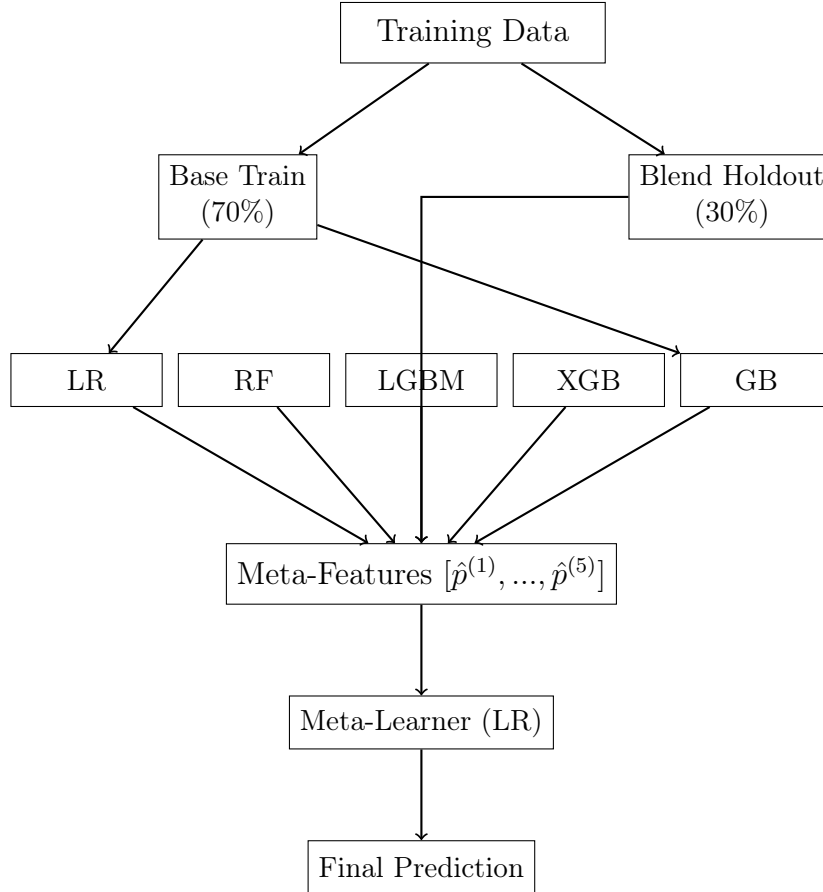 Training Data
Base Train
(70%)
Blend Holdout
(30%)
LR
RF
LGBM
XGB
GB
Meta-Features [p̂^(1), ..., p̂^(5)]
Meta-Learner (LR)
Final Prediction